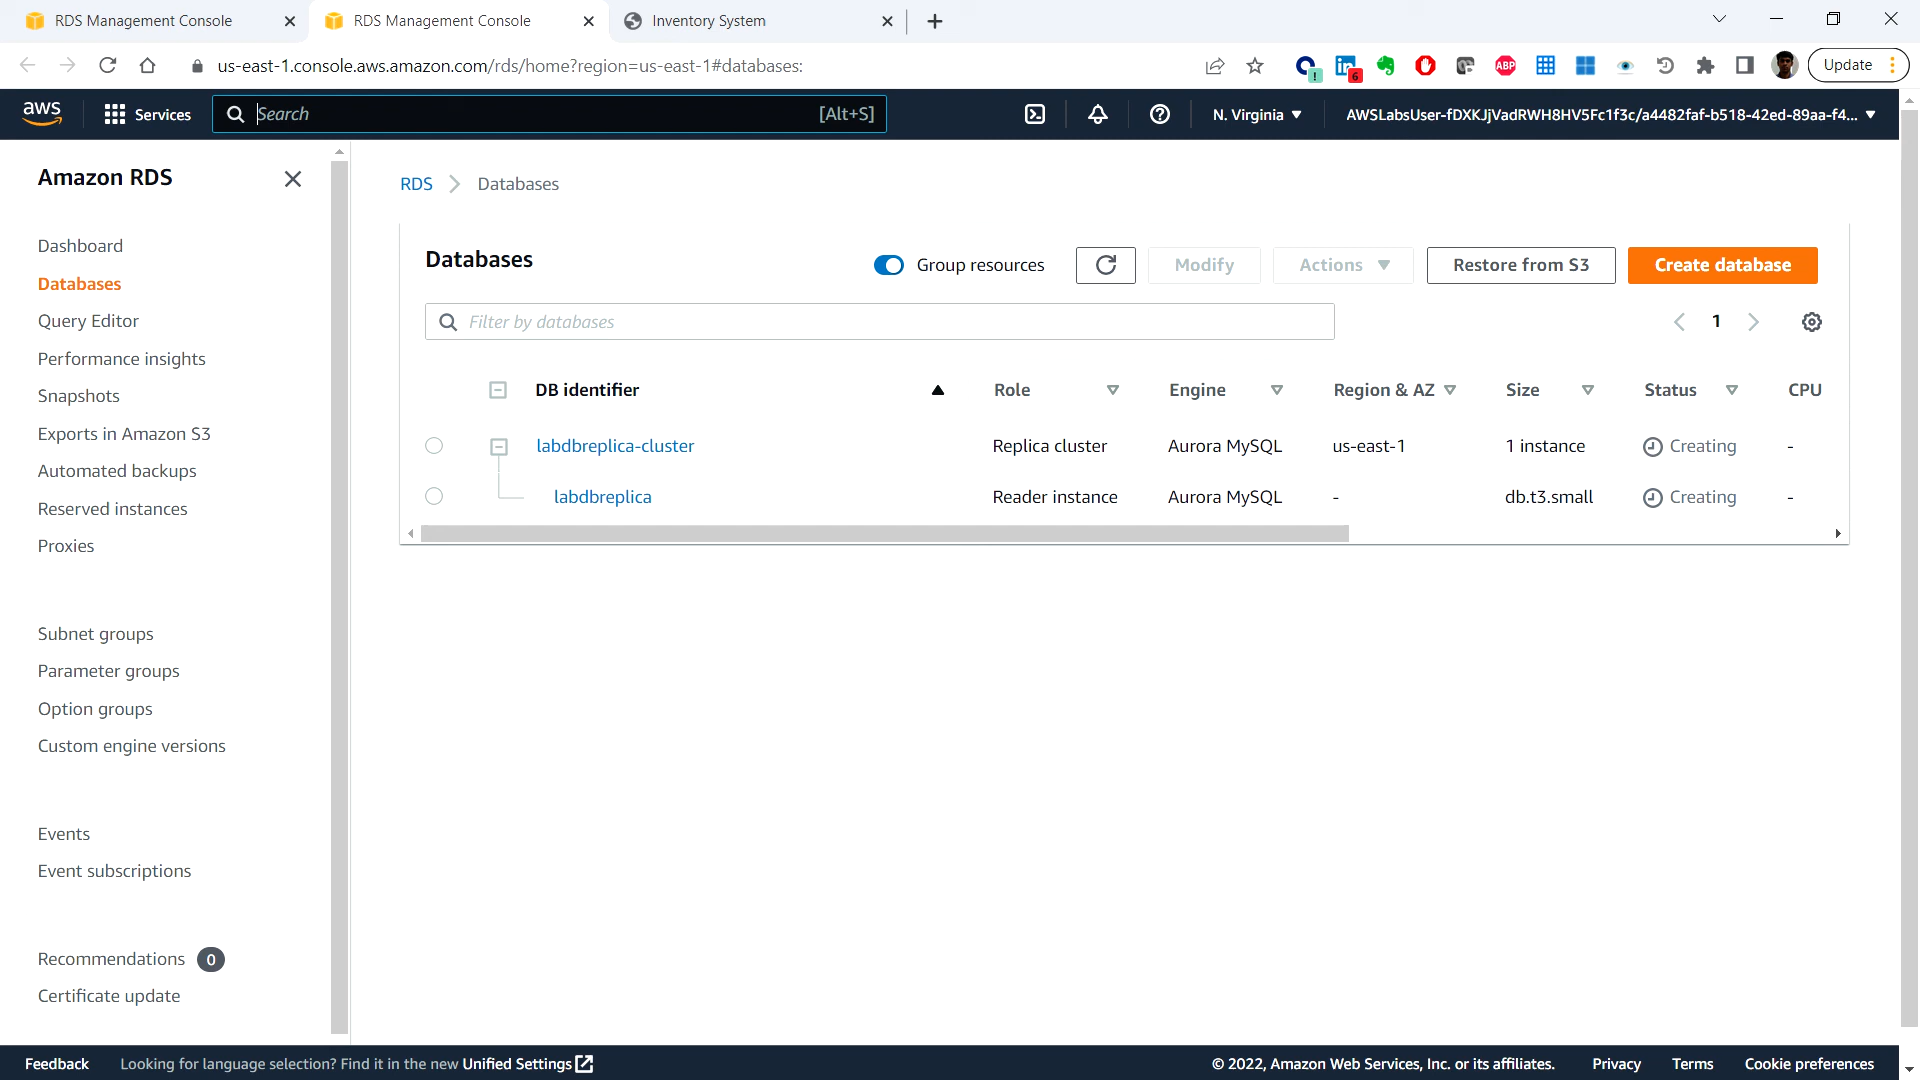 RDS Management Console
RDS Management Console
Inventory System
us-east-1.console.aws.amazon.com/rds/home?region=us-east-1#databases:
!
6
ABP
Update
aws
Services
Search
[Alt+S]
N. Virginia
AWSLabsUser-fDXKJjVadRWH8HV5Fc1f3c/a4482faf-b518-42ed-89aa-f4...
Amazon RDS
Dashboard
Databases
Query Editor
Performance insights
Snapshots
Exports in Amazon S3
Automated backups
Reserved instances
Proxies
Subnet groups
Parameter groups
Option groups
Custom engine versions
Events
Event subscriptions
Recommendations 0
Certificate update
RDS > Databases
Databases
Group resources
Modify
Actions
Restore from S3
Create database
Filter by databases
1
DB identifier Role Engine Region & AZ Size Status CPU
labdbreplica-cluster Replica cluster Aurora MySQL us-east-1 1 instance Creating -
labdbreplica Reader instance Aurora MySQL - db.t3.small Creating -
Feedback Looking for language selection? Find it in the new Unified Settings
© 2022, Amazon Web Services, Inc. or its affiliates. Privacy Terms Cookie preferences